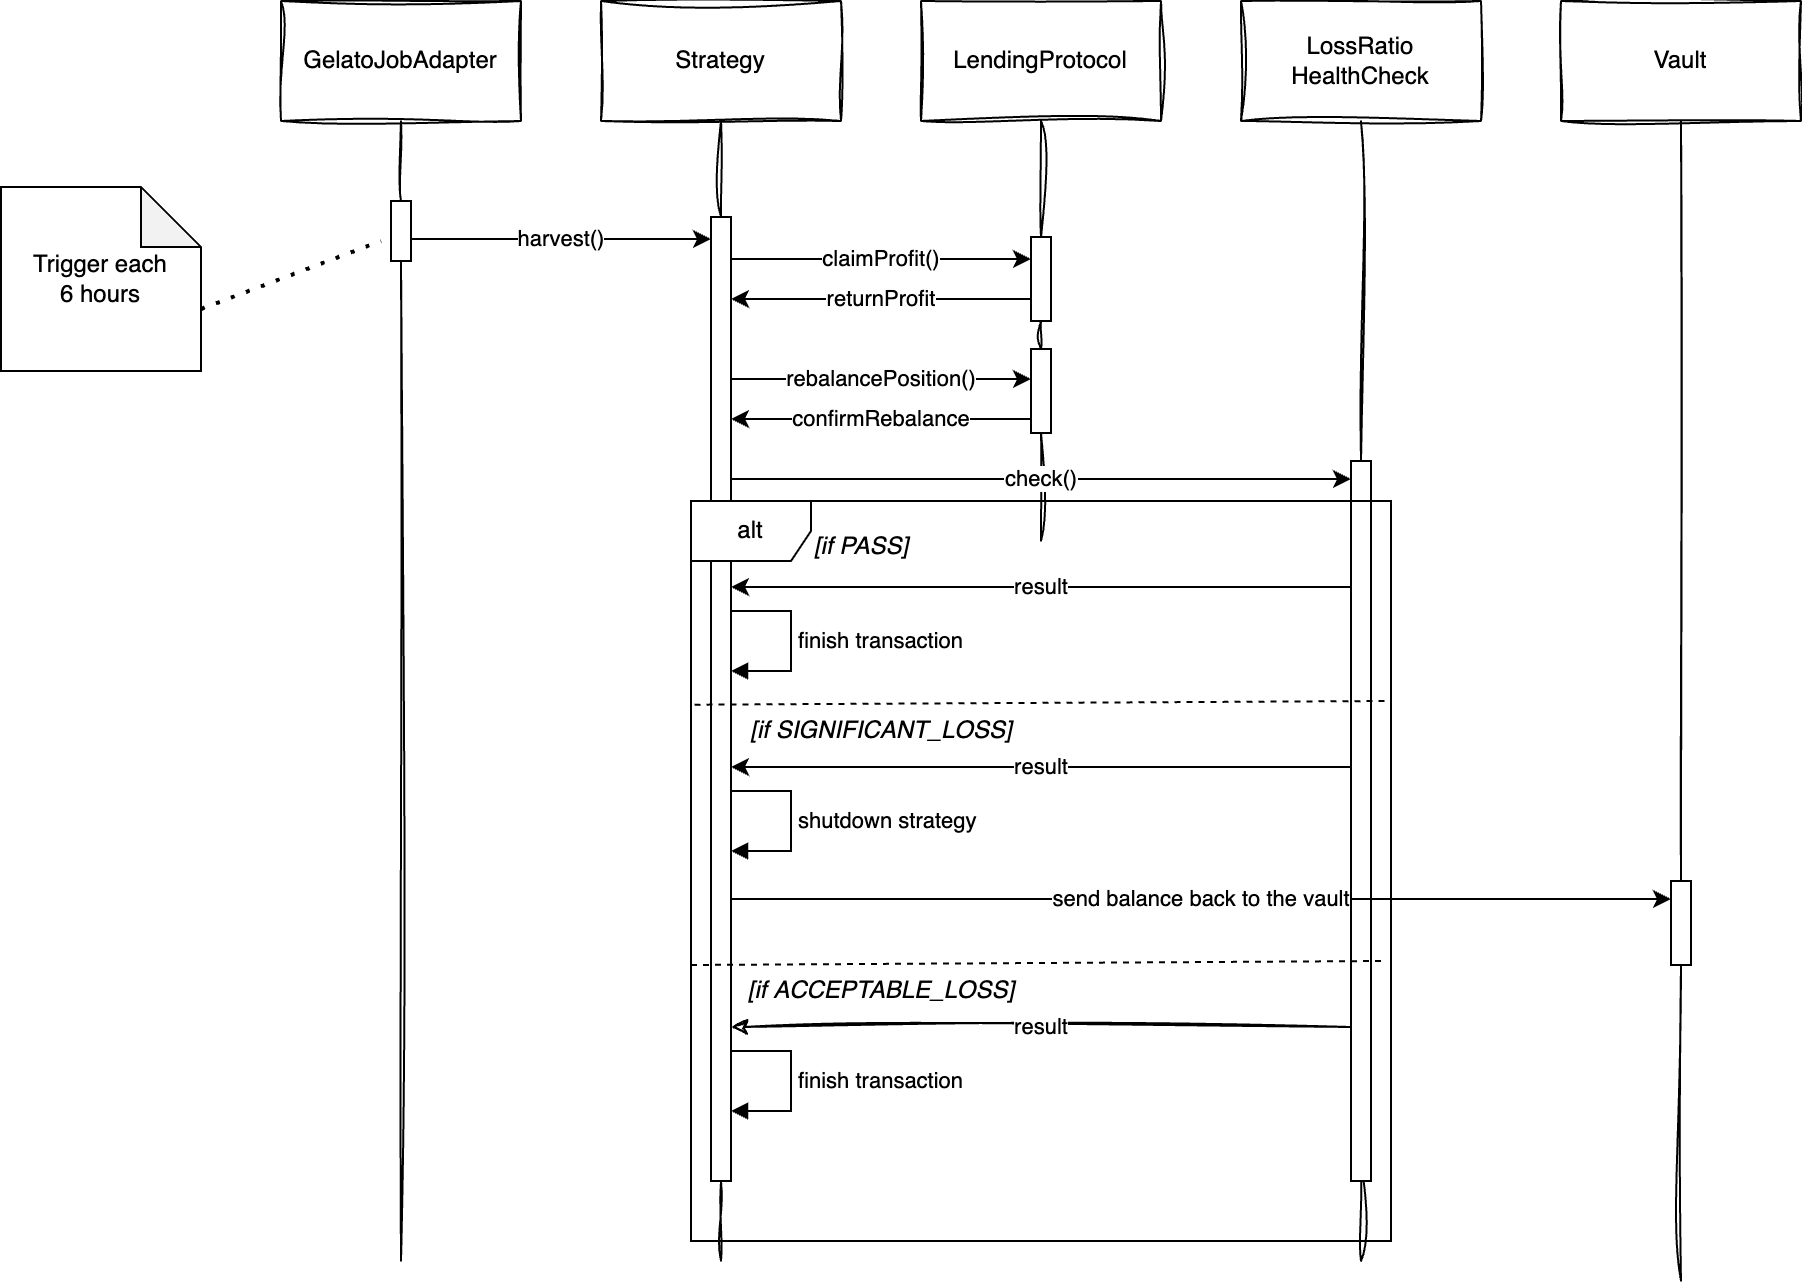 GelatoJobAdapter
Strategy
LendingProtocol
LossRatio
HealthCheck
Vault
Trigger each
6 hours
harvest()
claimProfit()
returnProfit
rebalancePosition()
confirmRebalance
check()
alt
[if PASS]
result
finish transaction
[if SIGNIFICANT_LOSS]
result
shutdown strategy
send balance back to the vault
[if ACCEPTABLE_LOSS]
result
finish transaction